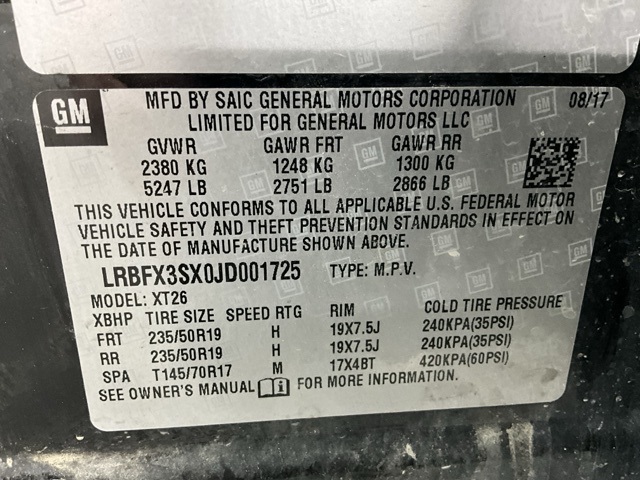 GM
MFD BY SAIC GENERAL MOTORS CORPORATION 08/17
LIMITED FOR GENERAL MOTORS LLC
GVWR GAWR FRT GAWR RR
2380 KG 1248 KG 1300 KG
5247 LB 2751 LB 2866 LB
THIS VEHICLE CONFORMS TO ALL APPLICABLE U.S. FEDERAL MOTOR
VEHICLE SAFETY AND THEFT PREVENTION STANDARDS IN EFFECT ON
THE DATE OF MANUFACTURE SHOWN ABOVE.
LRBFX3SX0JD001725 TYPE: M.P.V.
MODEL: XT26
XBHP TIRE SIZE SPEED RTG RIM COLD TIRE PRESSURE
FRT 235/50R19 H 19X7.5J 240KPA(35PSI)
RR 235/50R19 H 19X7.5J 240KPA(35PSI)
SPA T145/70R17 M 17X4BT 420KPA(60PSI)
SEE OWNER'S MANUAL FOR MORE INFORMATION.